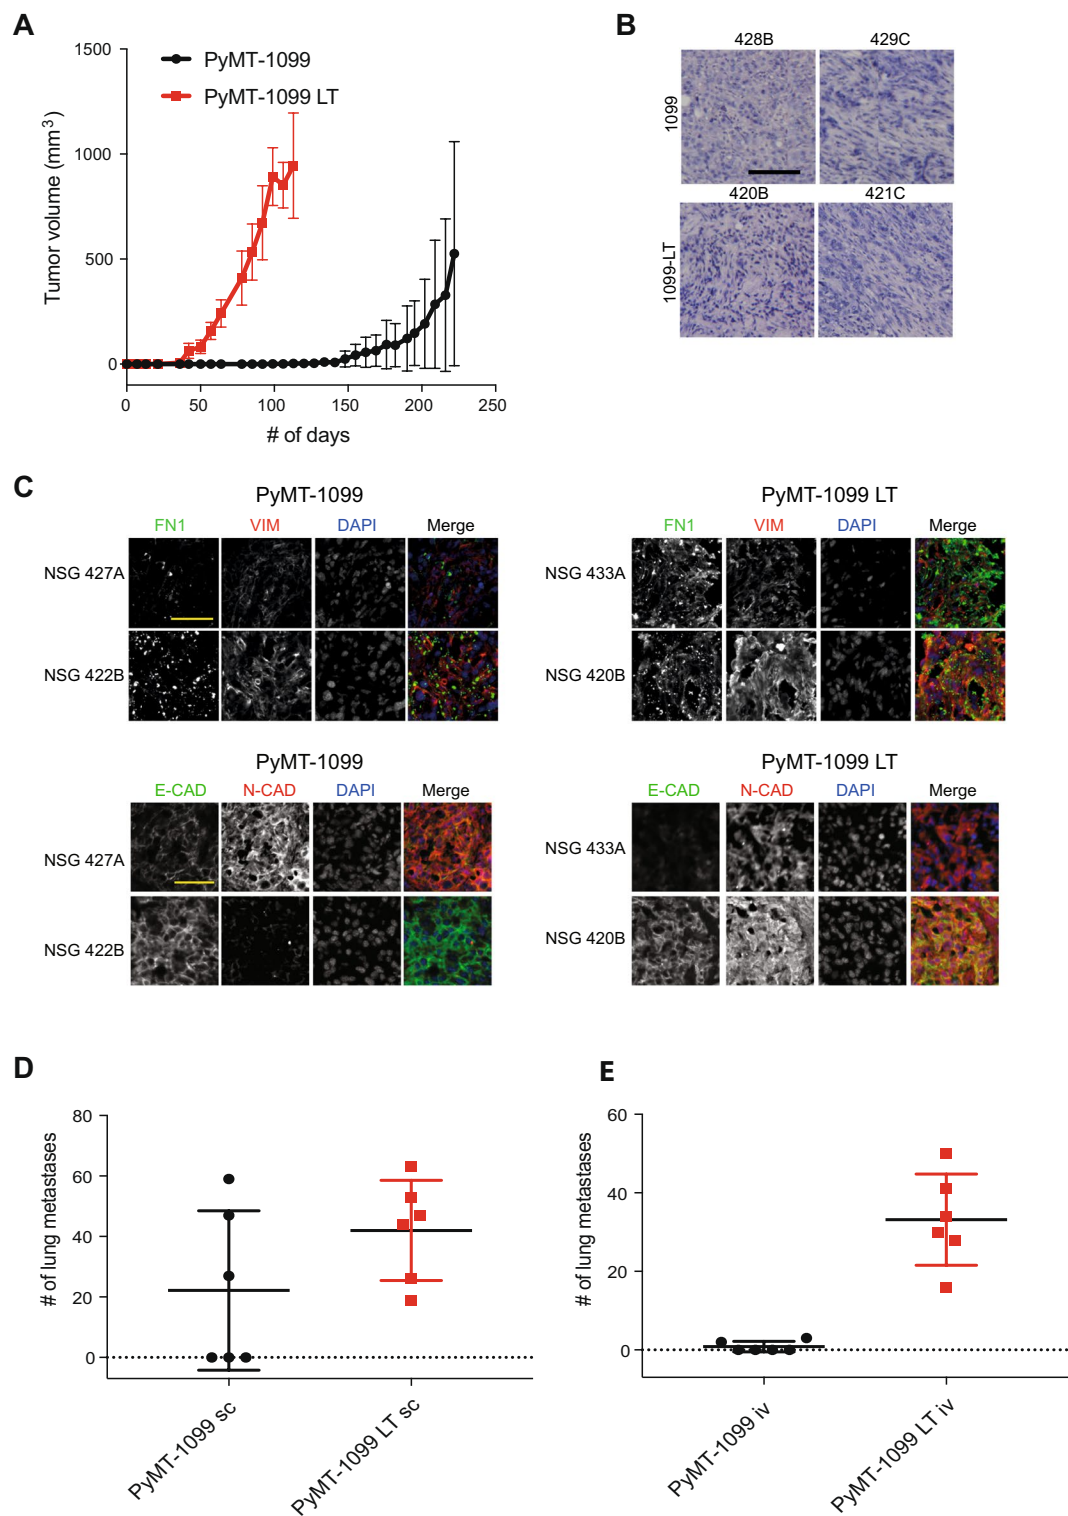 A
1500
1000
500
0
Tumor volume (mm3)
PyMT-1099
PyMT-1099 LT
0 50 100 150 200 250
# of days
B
428B 429C
1099
420B 421C
1099-LT
C
PyMT-1099
FN1 VIM DAPI Merge
NSG 427A
NSG 422B
PyMT-1099 LT
FN1 VIM DAPI Merge
NSG 433A
NSG 420B
PyMT-1099
E-CAD N-CAD DAPI Merge
NSG 427A
NSG 422B
PyMT-1099 LT
E-CAD N-CAD DAPI Merge
NSG 433A
NSG 420B
D
80
60
40
20
0
# of lung metastases
PyMT-1099 sc
PyMT-1099 LT sc
E
60
40
20
0
# of lung metastases
PyMT-1099 iv
PyMT-1099 LT iv